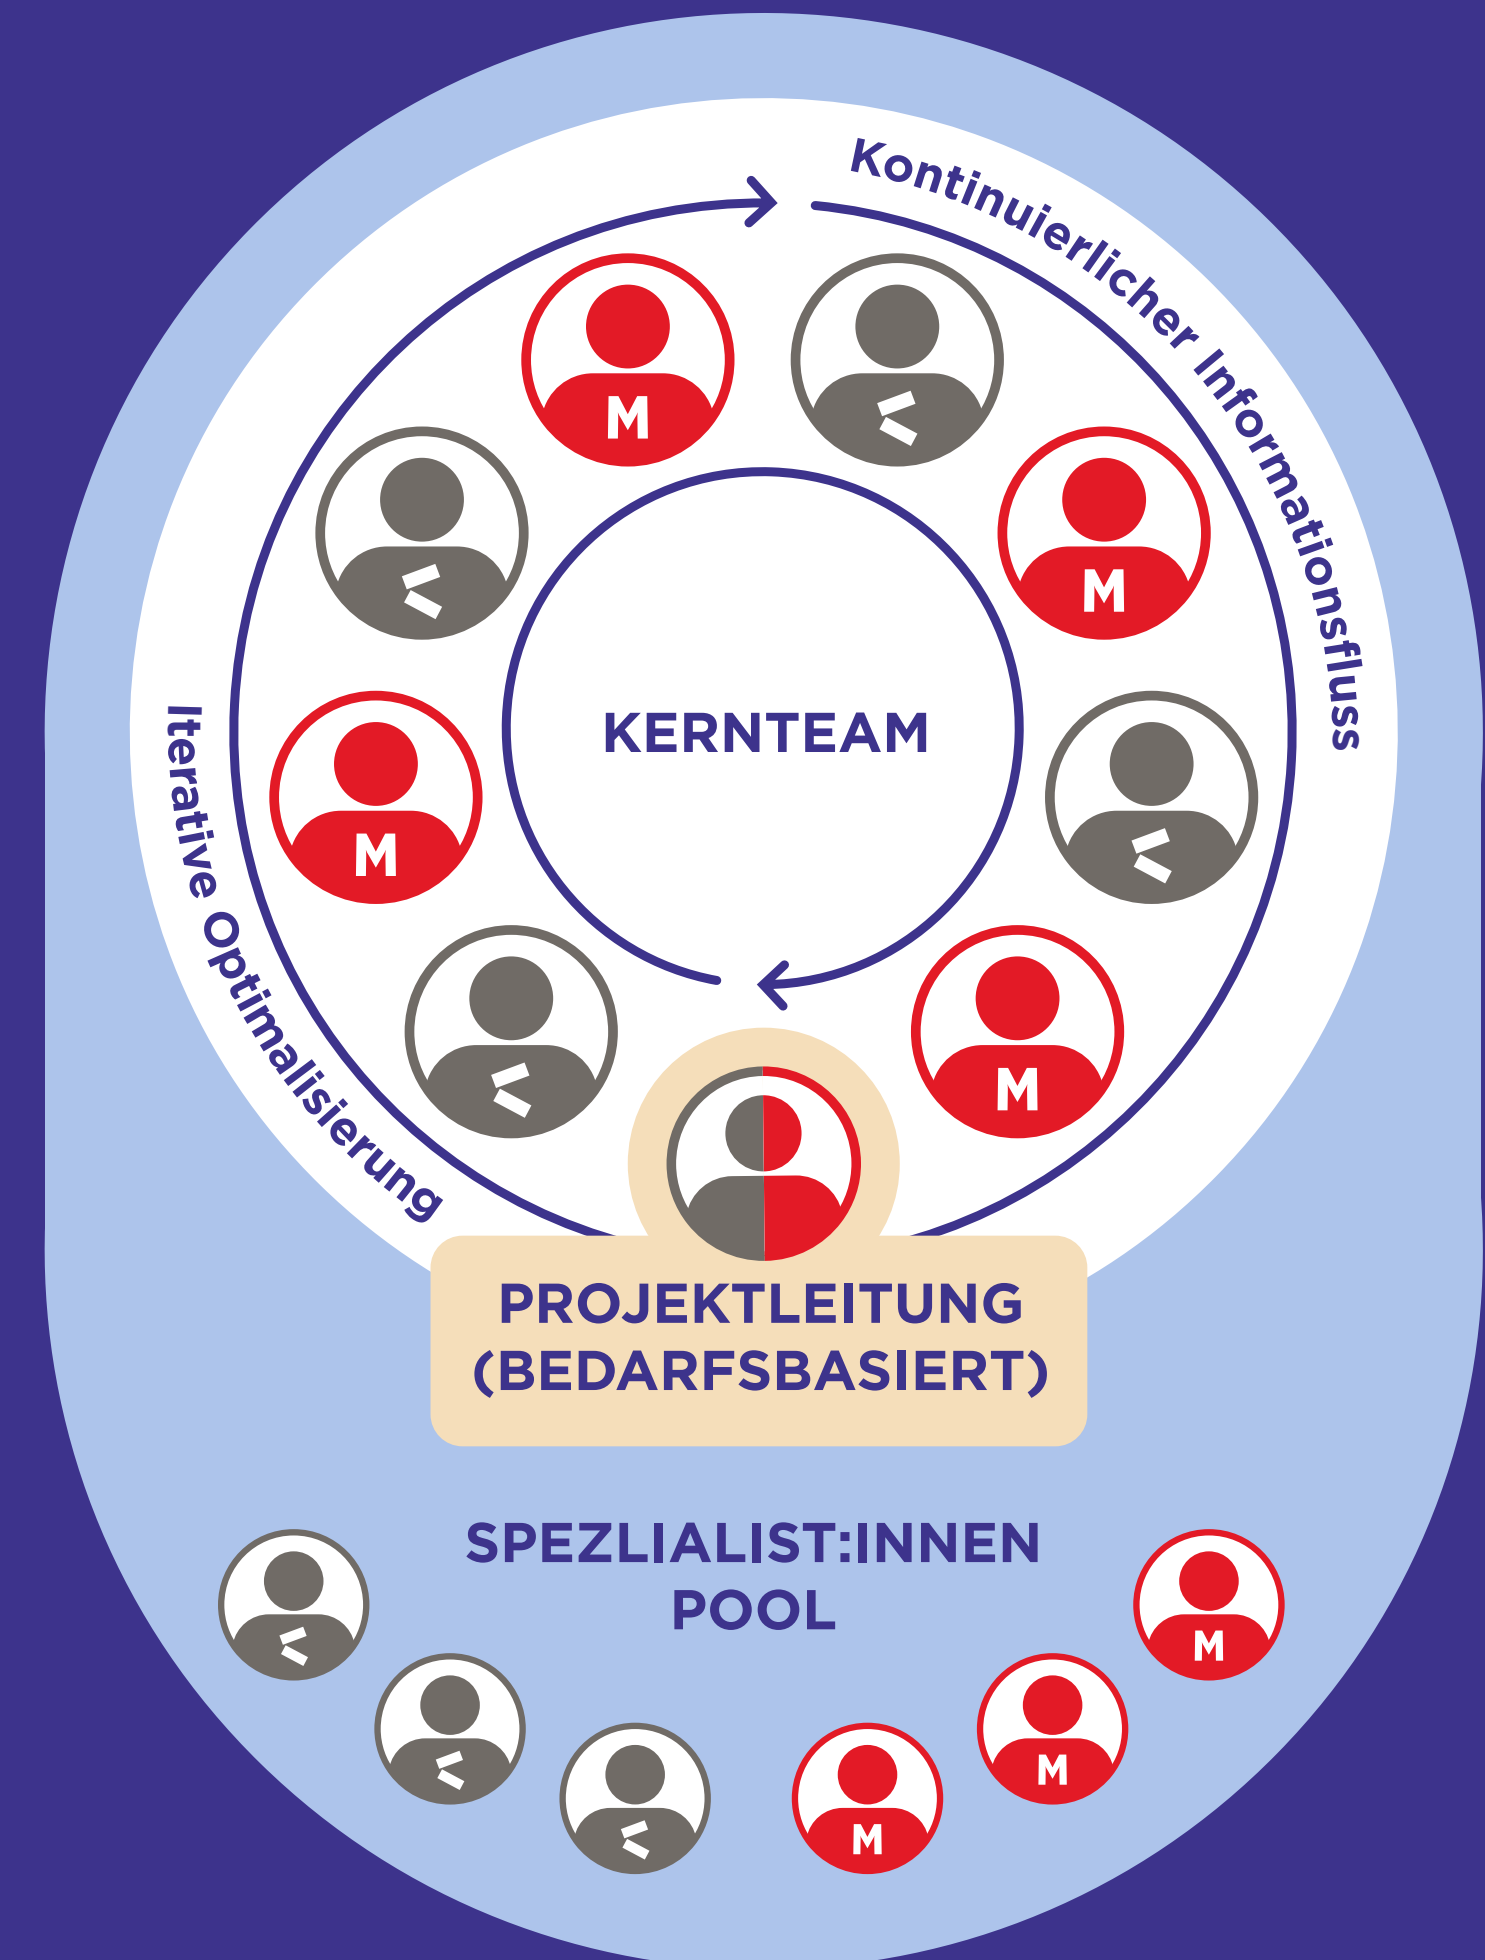 Kontinuierlicher Informationsfluss
M
M
KERNTEAM
M
M
Iterative Optimalisierung
PROJEKTLEITUNG
(BEDARFSBASIERT)
SPEZLIALIST:INNEN
POOL
M
M
M